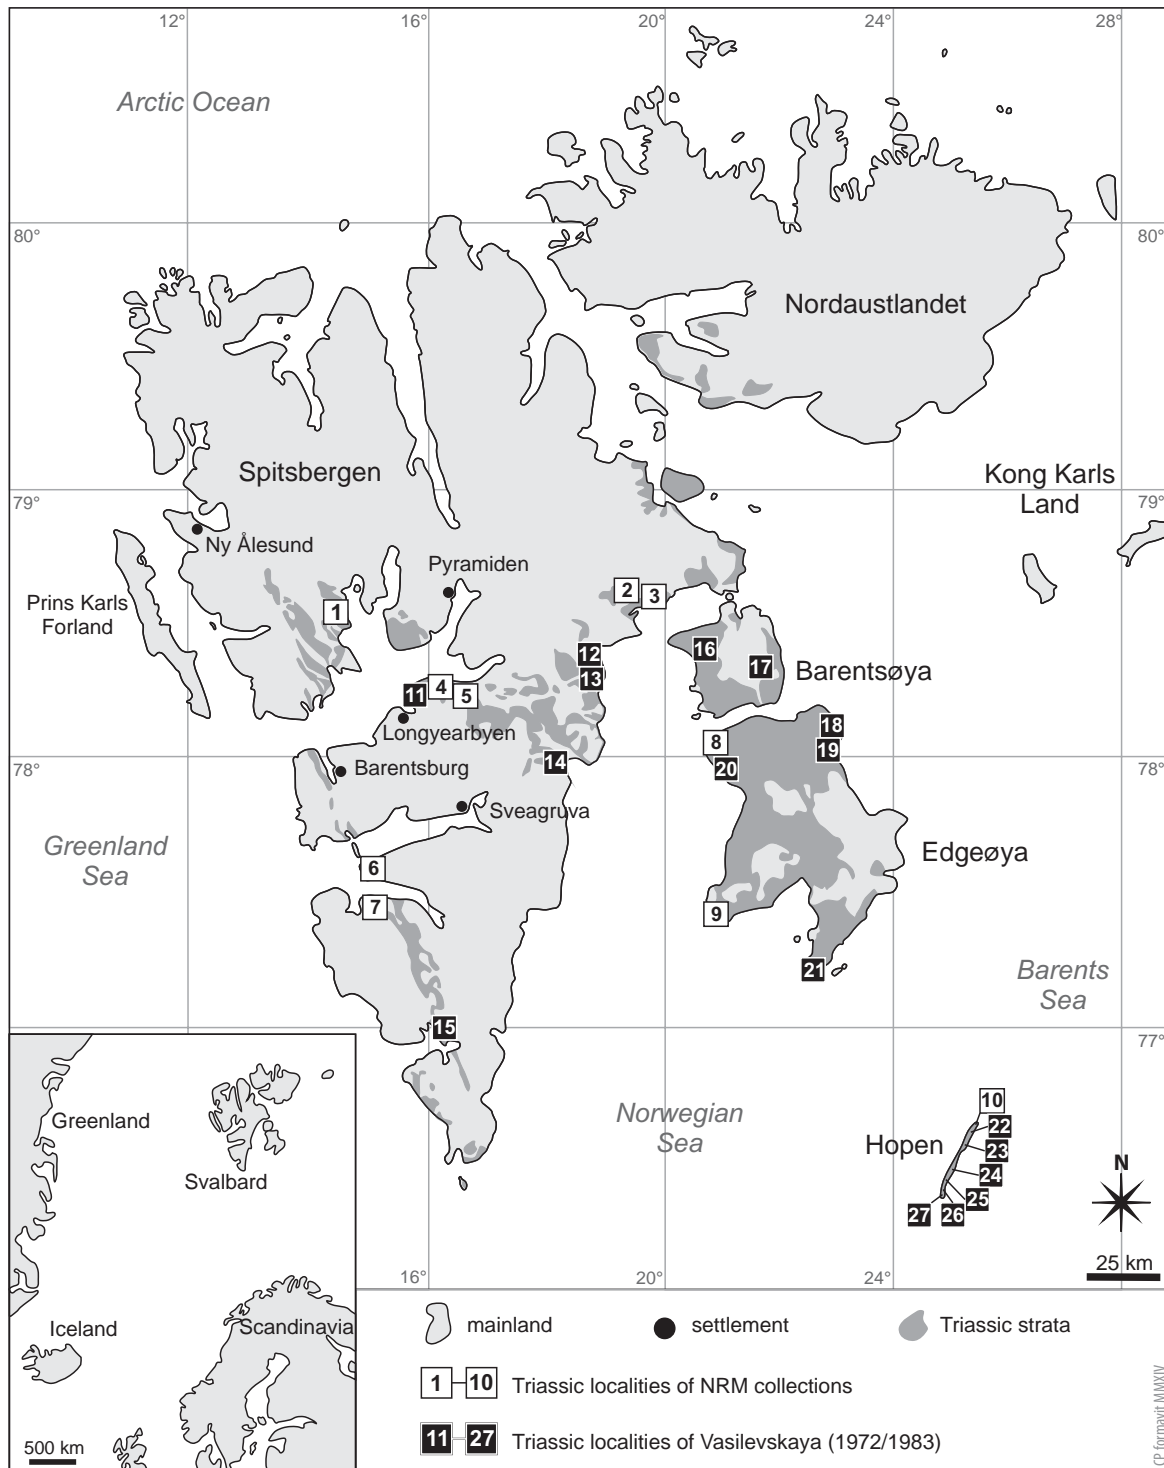 12°
16°
20°
24°
28°
Arctic Ocean
80°
80°
Nordaustlandet
Spitsbergen
Kong Karls
Land
79°
79°
Ny Ålesund
Pyramiden
Prins Karls
Forland
1
2
3
12
13
16
17
Barentsøya
11
4
5
Longyearbyen
18
8
19
78°
14
20
78°
Barentsburg
Sveagruva
Greenland
Sea
Edgeøya
6
7
9
21
Barents
Sea
15
77°
Norwegian
Sea
Hopen
10
22
23
24
25
26
27
N
25 km
Greenland
Svalbard
Iceland
Scandinavia
500 km
16°
20°
24°
mainland
settlement
Triassic strata
1 10 Triassic localities of NRM collections
11 27 Triassic localities of Vasilevskaya (1972/1983)
CP formavit MMXIV